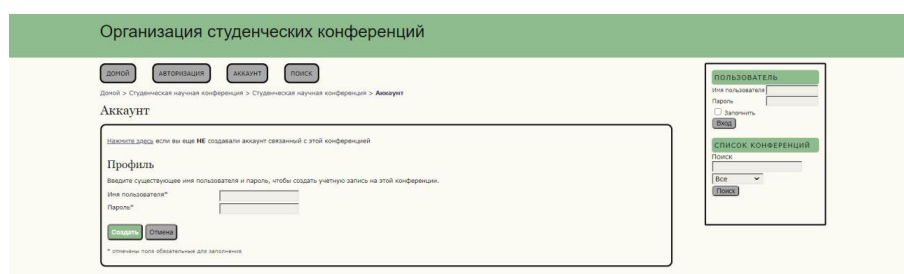 Организация студенческих конференций
ДОМОЙ АВТОРИЗАЦИЯ АККАУНТ ПОИСК
Домой > Студенческая научная конференция > Студенческая научная конференция > Аккаунт
Аккаунт
Нажмите здесь если вы еще НЕ создавали аккаунт связанный с этой конференцией
Профиль
Введите существующее имя пользователя и пароль, чтобы создать учетную запись на этой конференции.
Имя пользователя*
Пароль*
Создать Отмена
* отмечены поля обязательные для заполнения
ПОЛЬЗОВАТЕЛЬ
Имя пользователя
Пароль
Запомнить
Вход
СПИСОК КОНФЕРЕНЦИЙ
Поиск
Все
Поиск